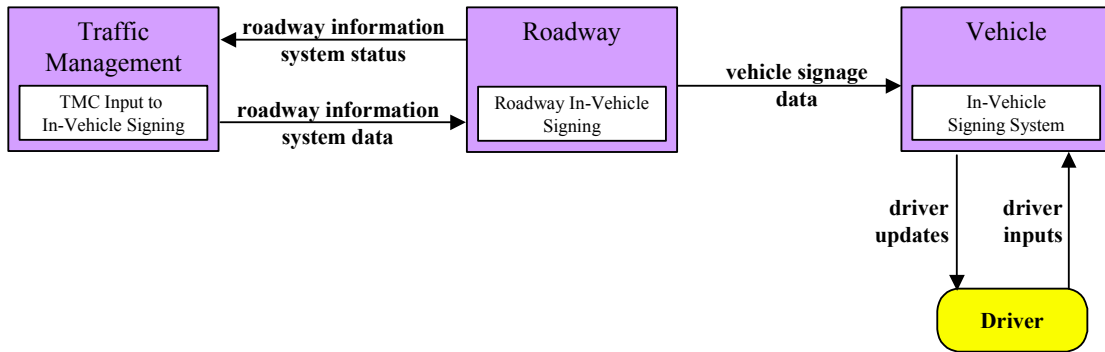 Traffic
Management
TMC Input to
In-Vehicle Signing
roadway information
system status
roadway information
system data
Roadway
Roadway In-Vehicle
Signing
vehicle signage
data
Vehicle
In-Vehicle
Signing System
driver
updates
driver
inputs
Driver